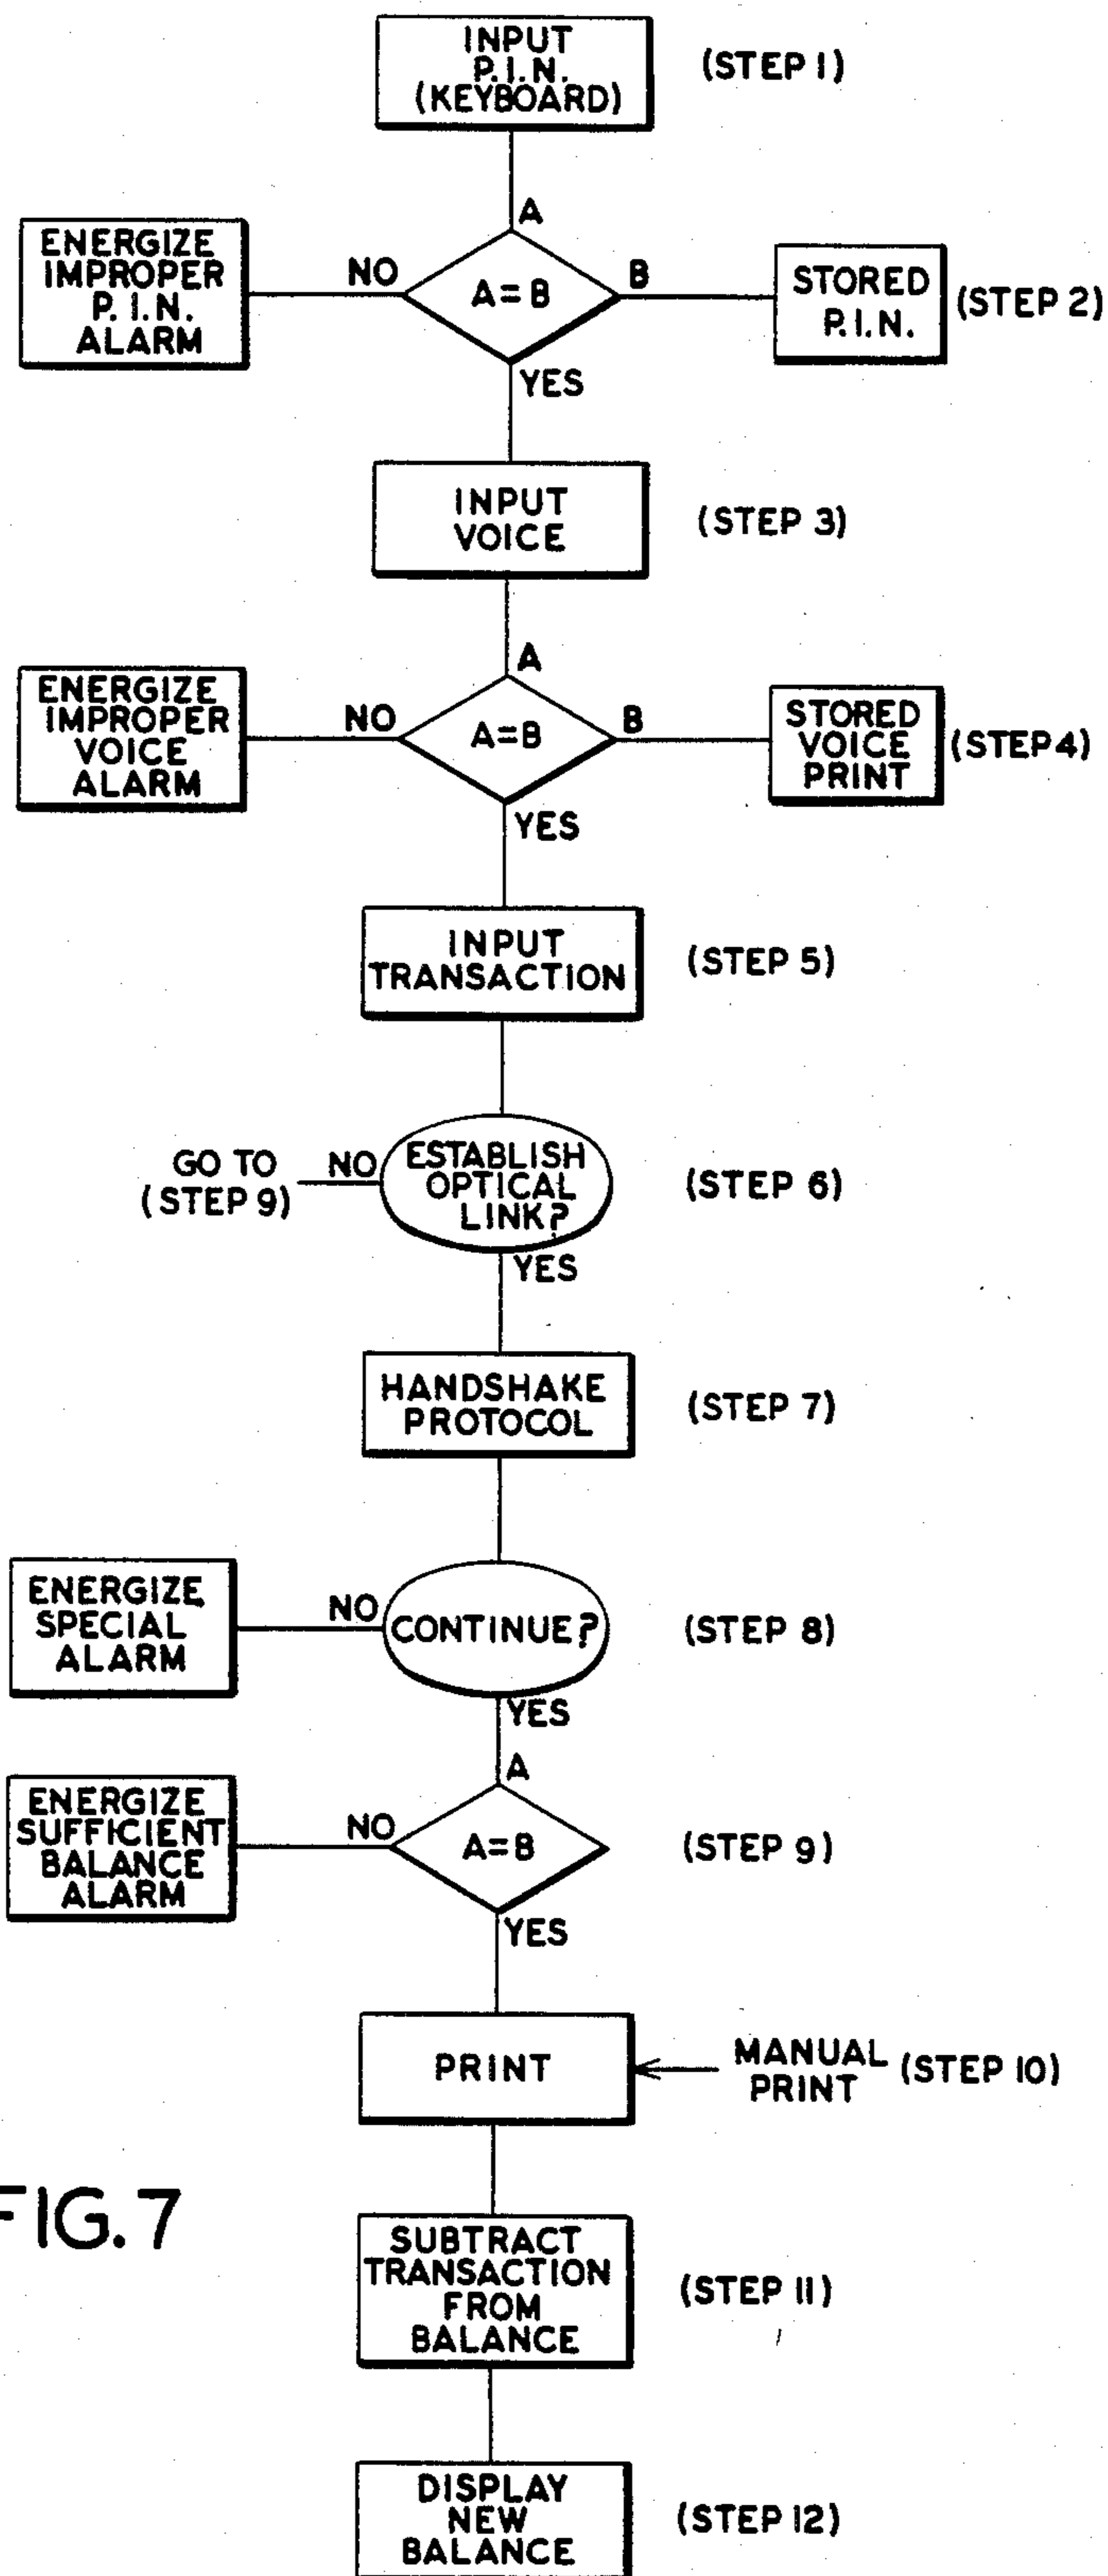 INPUT
P.I.N.
(KEYBOARD)
(STEP 1)
A
ENERGIZE
IMPROPER
P.I.N.
ALARM
NO
A=B
B
STORED
P.I.N.
(STEP 2)
YES
INPUT
VOICE
(STEP 3)
A
ENERGIZE
IMPROPER
VOICE
ALARM
NO
A=B
B
STORED
VOICE
PRINT
(STEP 4)
YES
INPUT
TRANSACTION
(STEP 5)
GO TO
(STEP 9)
NO
ESTABLISH
OPTICAL
LINK?
(STEP 6)
YES
HANDSHAKE
PROTOCOL
(STEP 7)
ENERGIZE
SPECIAL
ALARM
NO
CONTINUE?
(STEP 8)
YES
A
ENERGIZE
SUFFICIENT
BALANCE
ALARM
NO
A=B
(STEP 9)
YES
PRINT
MANUAL
PRINT
(STEP 10)
FIG. 7
SUBTRACT
TRANSACTION
FROM
BALANCE
(STEP 11)
DISPLAY
NEW
BALANCE
(STEP 12)